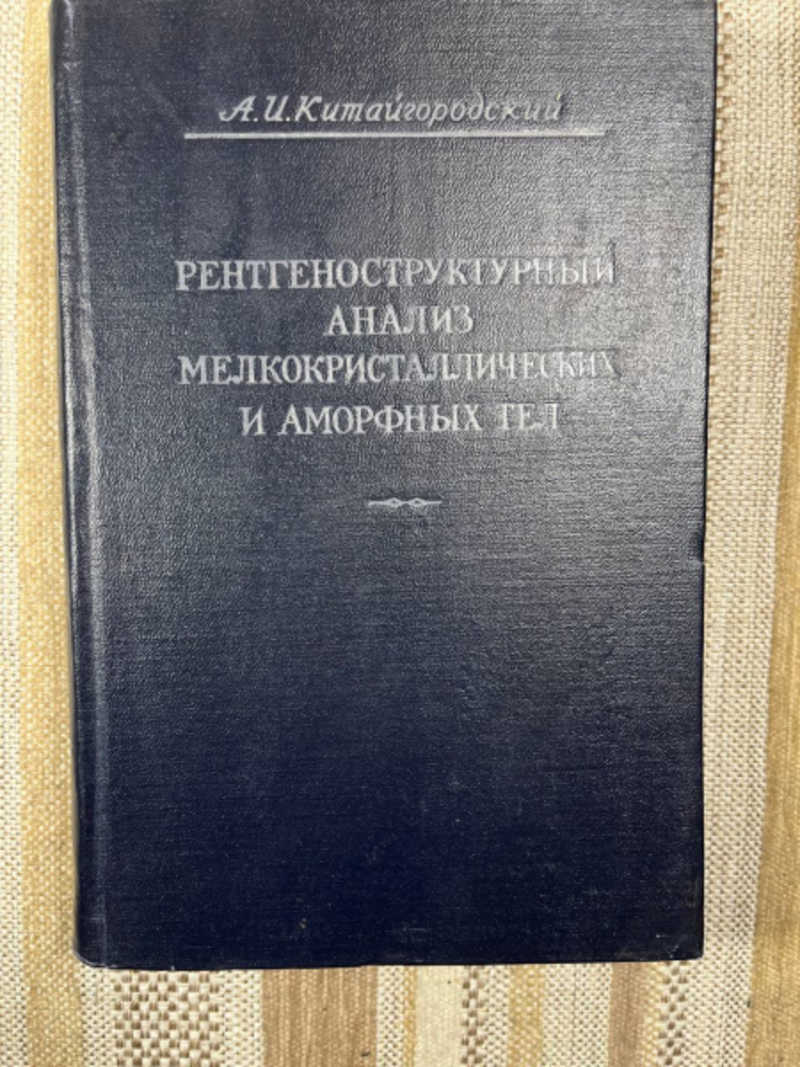 А.И.Китайгородский
РЕНТГЕНОСТРУКТУРНЫЙ
АНАЛИЗ
МЕЛКОКРИСТАЛЛИЧЕСКИХ
И АМОРФНЫХ ТЕЛ